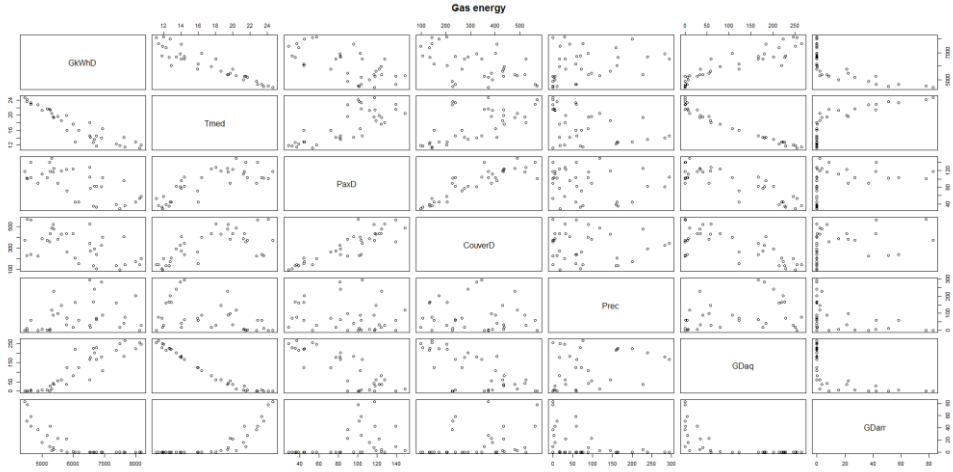 Gas energy
12 14 16 18 20 22 24
100 200 300 400 500
0 50 100 150 200 250
GkWhD
5000 7000
12 16 20 24
Tmed
PaxD
40 80 120
100 300 500
CouverD
Prec
0 100 200 300
0 50 150 250
GDaq
GDarr
0 20 40 60 80
5000 6000 7000 8000
40 60 80 100 120 140
0 50 100 150 200 250 300
0 20 40 60 80